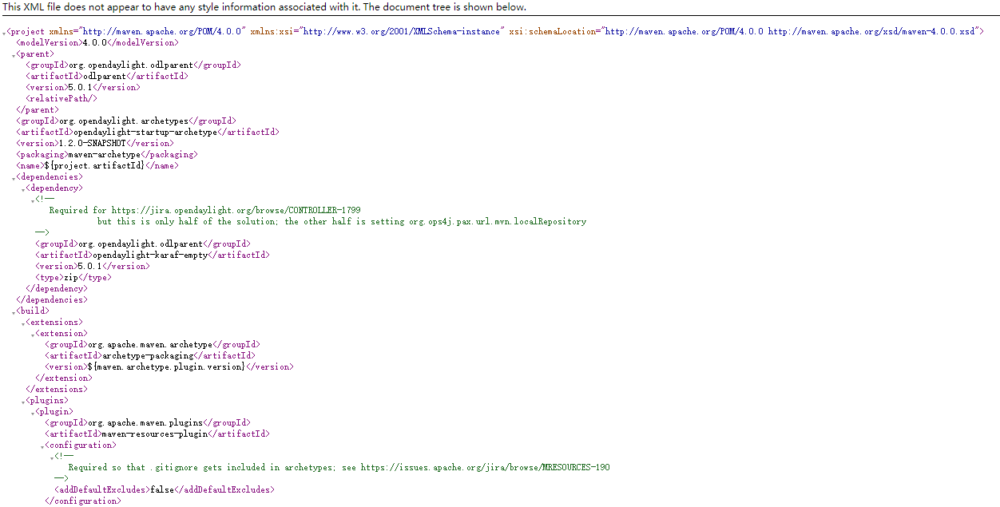 This XML file does not appear to have any style information associated with it. The document tree is shown below.
<project xmlns="http://maven.apache.org/POM/4.0.0" xmlns:xsi="http://www.w3.org/2001/XMLSchema-instance" xsi:schemaLocation="http://maven.apache.org/POM/4.0.0 http://maven.apache.org/xsd/maven-4.0.0.xsd">
<modelVersion>4.0.0</modelVersion>
<parent>
<groupId>org.opendaylight.odlparent</groupId>
<artifactId>odlparent</artifactId>
<version>5.0.1</version>
<relativePath/>
</parent>
<groupId>org.opendaylight.archetypes</groupId>
<artifactId>opendaylight-startup-archetype</artifactId>
<version>1.2.0-SNAPSHOT</version>
<packaging>maven-archetype</packaging>
<name>${project.artifactId}</name>
<dependencies>
<dependency>
<!--
Required for https://jira.opendaylight.org/browse/CONTROLLER-1799
but this is only half of the solution; the other half is setting org.ops4j.pax.url.mvn.localRepository
-->
<groupId>org.opendaylight.odlparent</groupId>
<artifactId>opendaylight-karaf-empty</artifactId>
<version>5.0.1</version>
<type>zip</type>
</dependency>
</dependencies>
<build>
<extensions>
<extension>
<groupId>org.apache.maven.archetype</groupId>
<artifactId>archetype-packaging</artifactId>
<version>${maven.archetype.plugin.version}</version>
</extension>
</extensions>
<plugins>
<plugin>
<groupId>org.apache.maven.plugins</groupId>
<artifactId>maven-resources-plugin</artifactId>
<configuration>
<!--
Required so that .gitignore gets included in archetypes; see https://issues.apache.org/jira/browse/MRESOURCES-190
-->
<addDefaultExcludes>false</addDefaultExcludes>
</configuration>